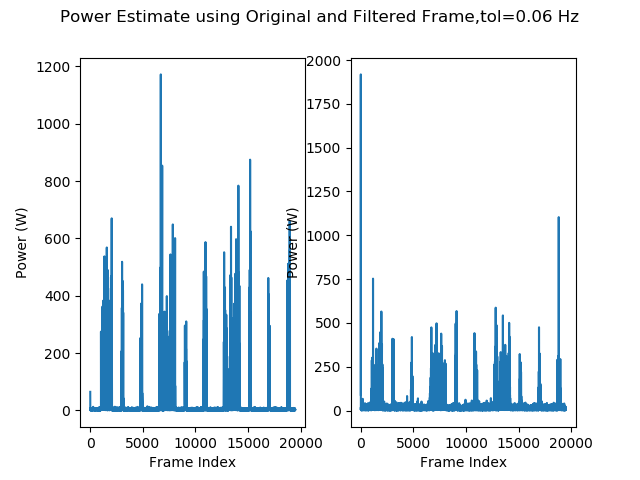 Power Estimate using Original and Filtered Frame,tol=0.06 Hz
Power (W)
1200
1000
800
600
400
200
0
0 5000 10000 15000 20000
Frame Index
Power (W)
2000
1750
1500
1250
1000
750
500
250
0
0 5000 10000 15000 20000
Frame Index